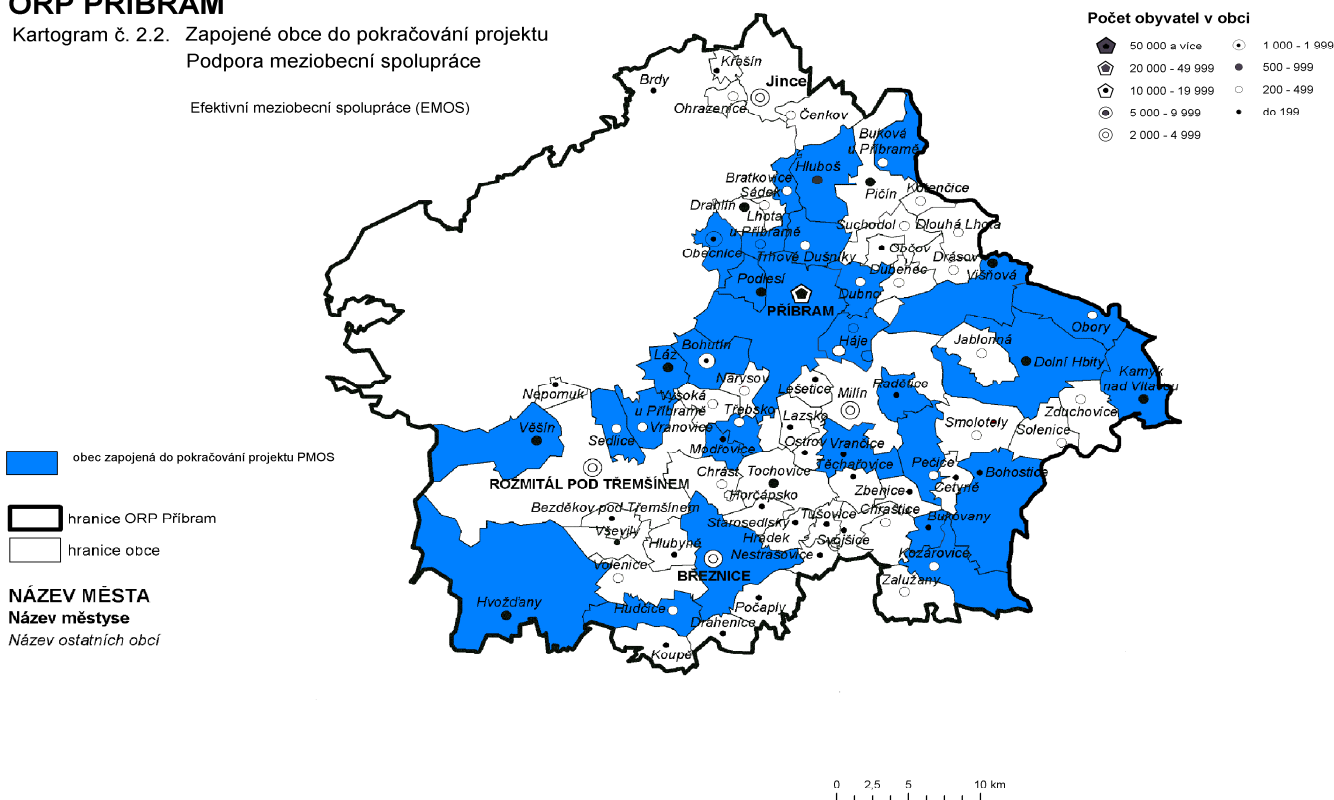 ORP PŘÍBRAM
Kartogram č. 2.2. Zapojené obce do pokračování projektu
Podpora meziobecní spolupráce
Efektivní meziobecní spolupráce (EMOS)
Počet obyvatel v obci
50 000 a více
1 000 - 1 999
20 000 - 49 999
500 - 999
10 000 - 19 999
200 - 499
5 000 - 9 999
do 199
2 000 - 4 999
Křešín
Brdy
Jince
Ohrazenice
Čenkov
Buková
u Příbramě
Hluboš
Bratkovice
Sádek
Pičín
Kotenčice
Drahlín
Lhota
u Příbramě
Suchodol
Dlouhá Lhota
Obecnice
Trhové Dušníky
Občov
Drásov
Dubenec
Višňová
Podlesí
Dubno
PŘÍBRAM
Obory
Háje
Jablonná
Bohutín
Láz
Dolní Hbity
Kamýk
nad Vltavou
Narysov
Lešetice
Milín
Radětice
Nepomuk
Vysoká
u Příbramě
Třebsko
Lazsko
Zduchovice
Věšín
Sedlice
Vranovice
Smolotely
Solenice
Modřovice
Ostrov
Vrančice
Těchařovice
Pečice
Bohostice
Chrást
Tochovice
ROŽMITÁL POD TŘEMŠÍNEM
Horčápsko
Zbenice
Cetyně
Bezděkov pod Třemšínem
Starosedlský
Hrádek
Tušovice
Chraštice
Bukovany
Vševily
Hlubyně
Svojšice
Nestrašovice
Kozárovice
Volenice
BŘEZNICE
Zalužany
Hvožďany
Hudčice
Počaply
Drahenice
Koupě
obec zapojená do pokračování projektu PMOS
hranice ORP Příbram
hranice obce
NÁZEV MĚSTA
Název městyse
Název ostatních obcí
0 2,5 5 10 km